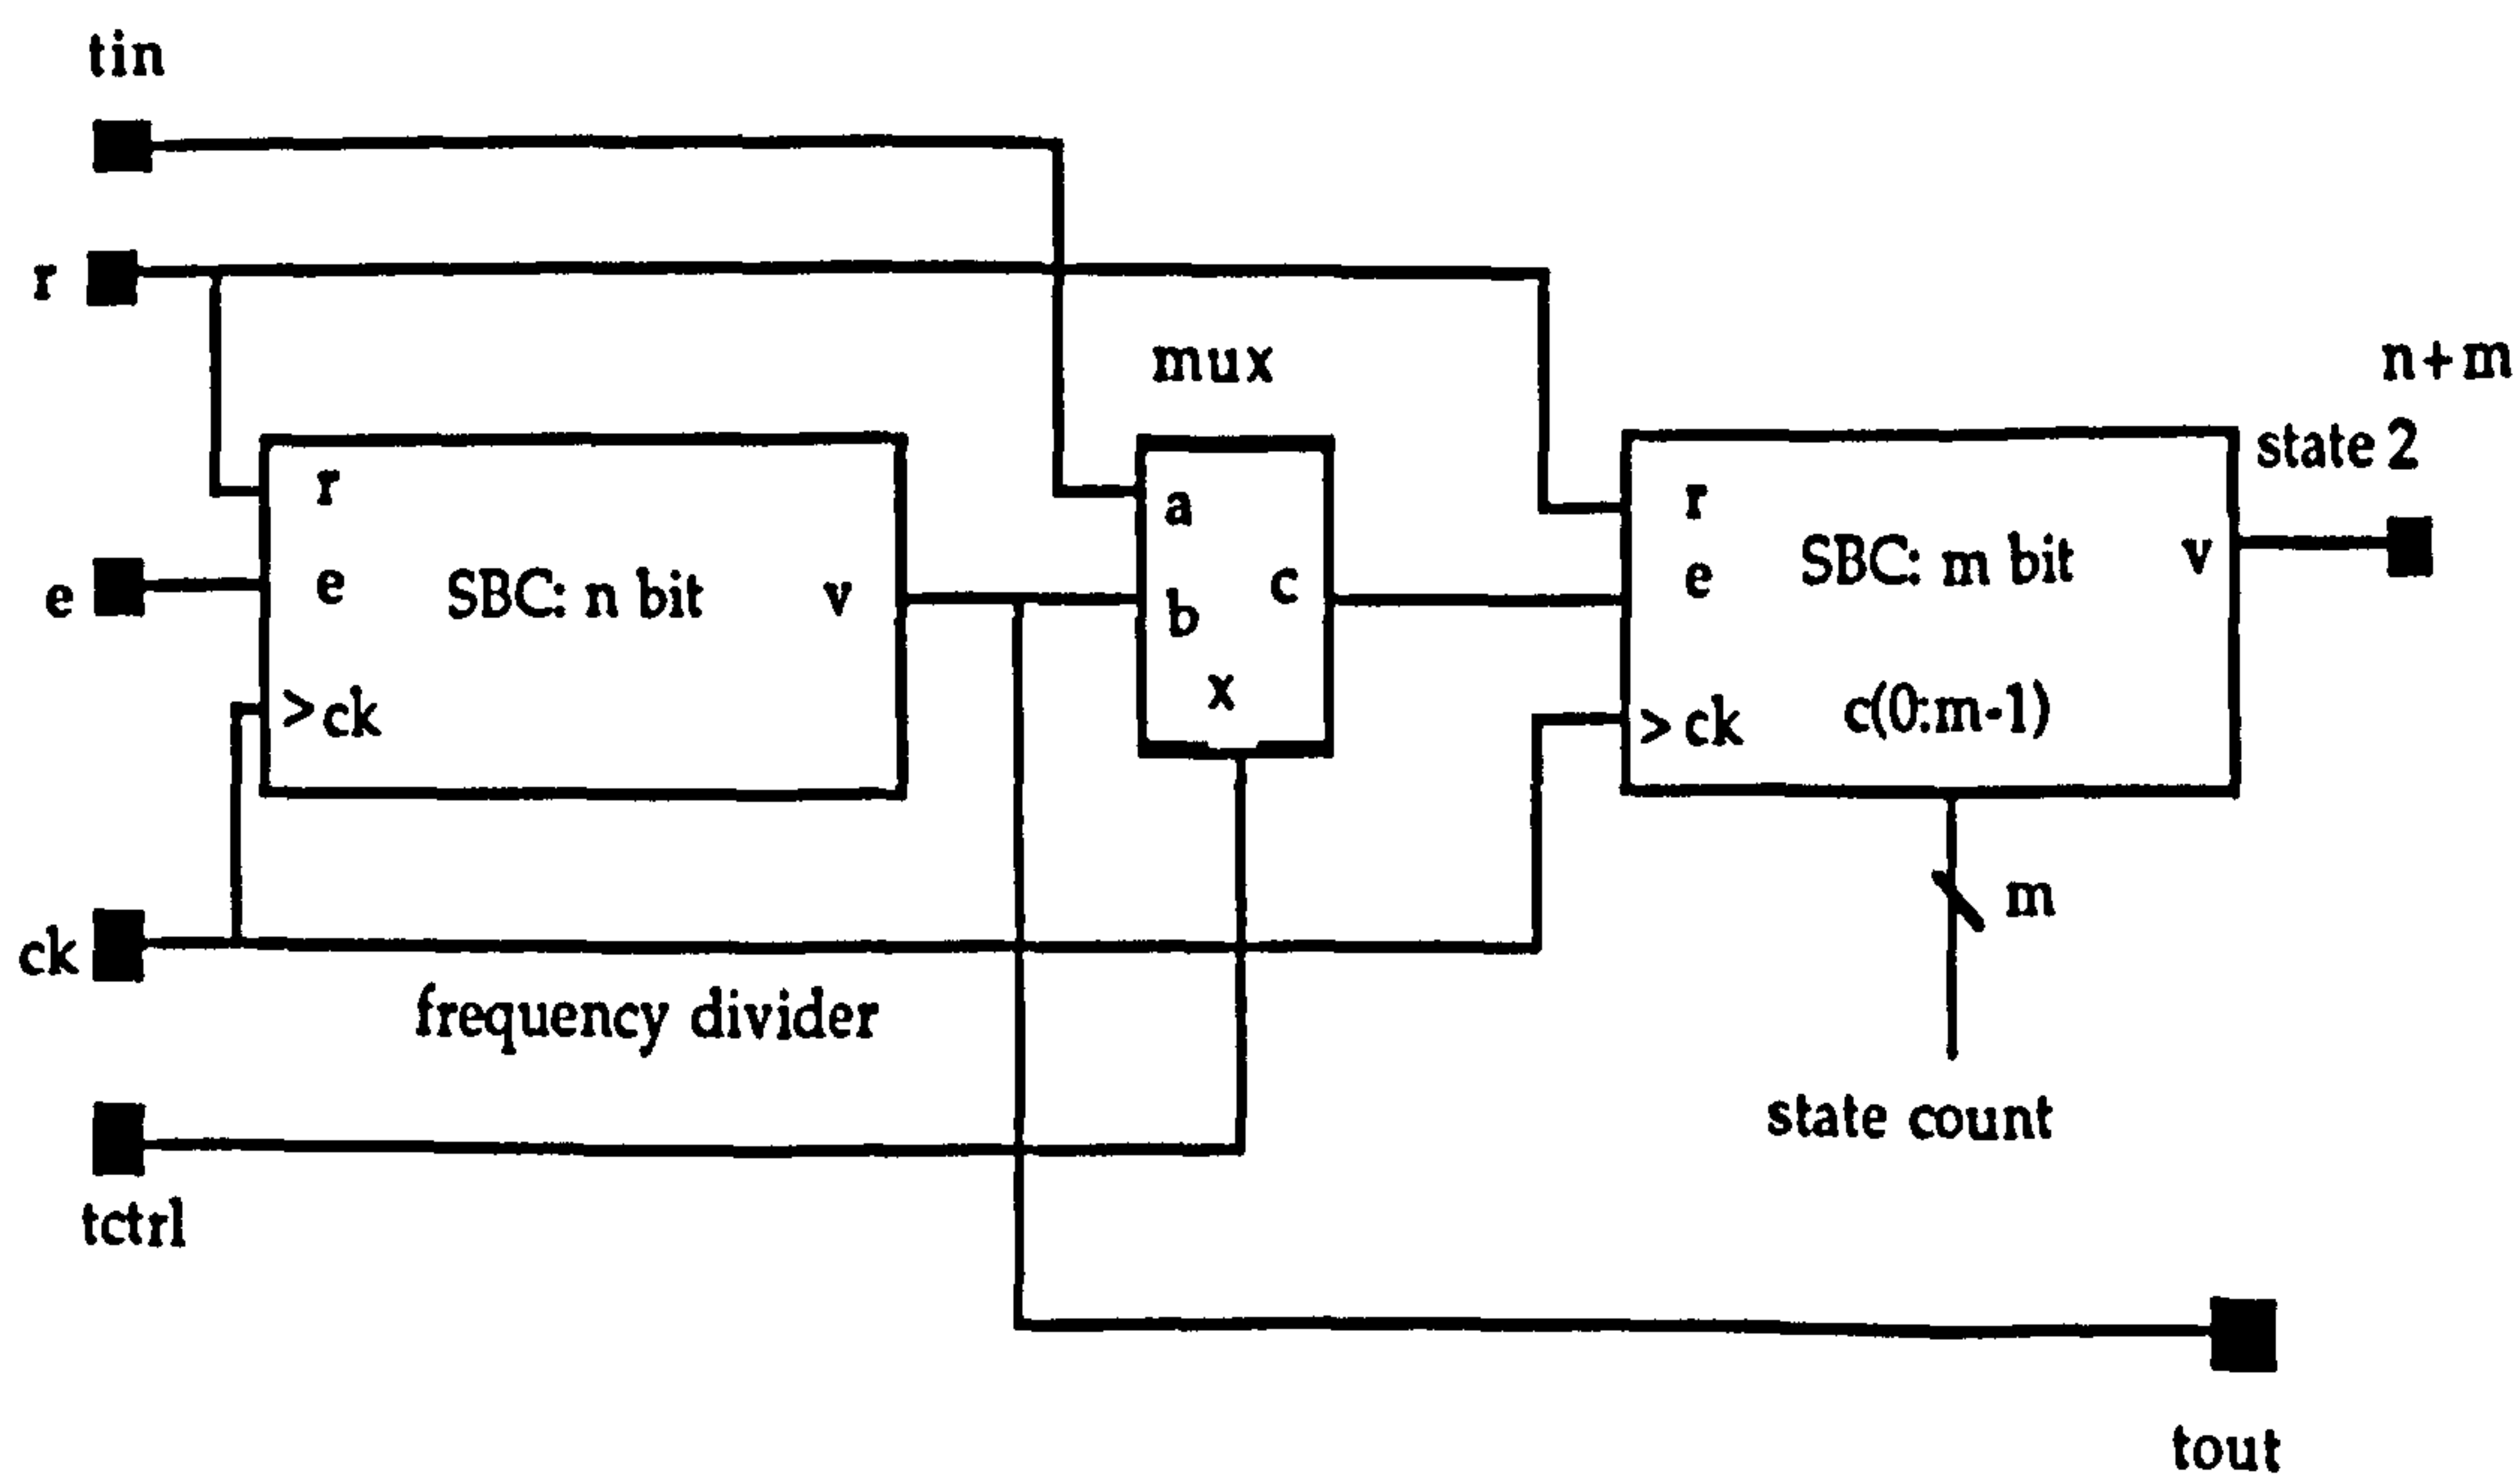 tin
r
mux
n+m
state 2
r
a
r
e
e
SBC: n bit
v
b
c
e
SBC: m bit
v
x
>ck
>ck
c(0:m-1)
ck
m
frequency divider
state count
tctrl
tout